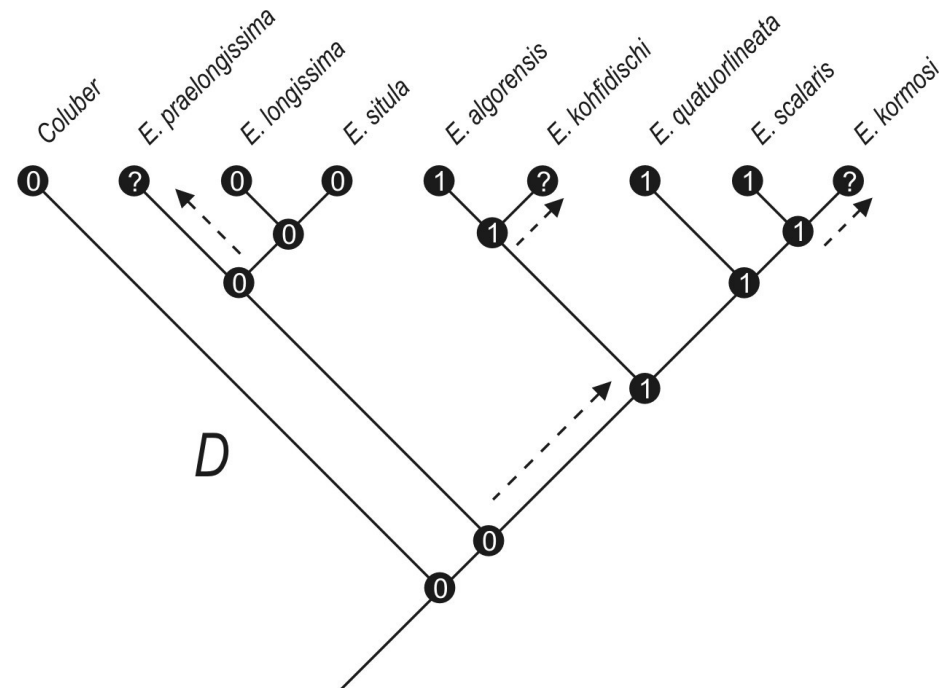 Coluber
E. praelongissima
E. longissima
E. situla
E. algorensis
E. kohfidischi
E. quatuorlineata
E. scalaris
E. kormosi
0
?
0
0
1
?
1
1
?
0
1
1
0
1
1
D
0
0